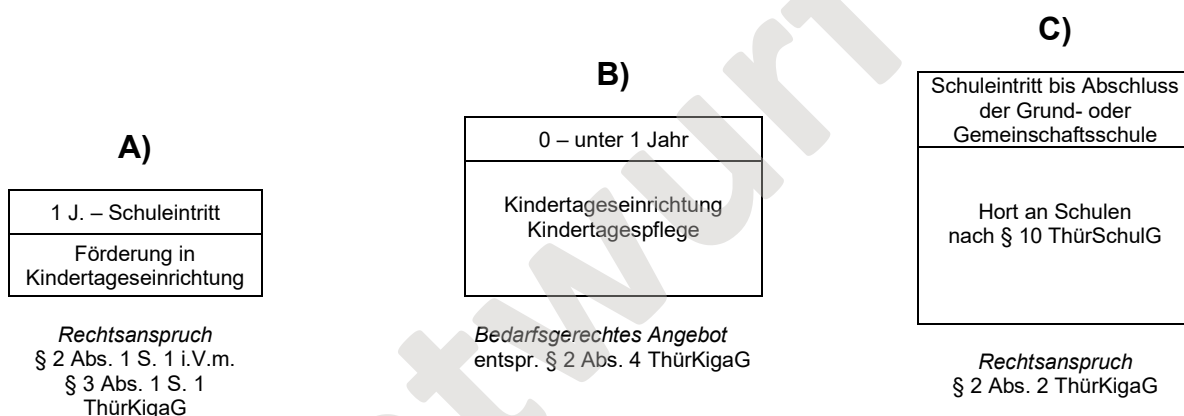 A)
1 J. – Schuleintritt
Förderung in
Kindertageseinrichtung
Rechtsanspruch
§ 2 Abs. 1 S. 1 i.V.m.
§ 3 Abs. 1 S. 1
ThürKigaG
B)
0 – unter 1 Jahr
Kindertageseinrichtung
Kindertagespflege
Bedarfsgerechtes Angebot
entspr. § 2 Abs. 4 ThürKigaG
C)
Schuleintritt bis Abschluss
der Grund- oder
Gemeinschaftsschule
Hort an Schulen
nach § 10 ThürSchulG
Rechtsanspruch
§ 2 Abs. 2 ThürKigaG